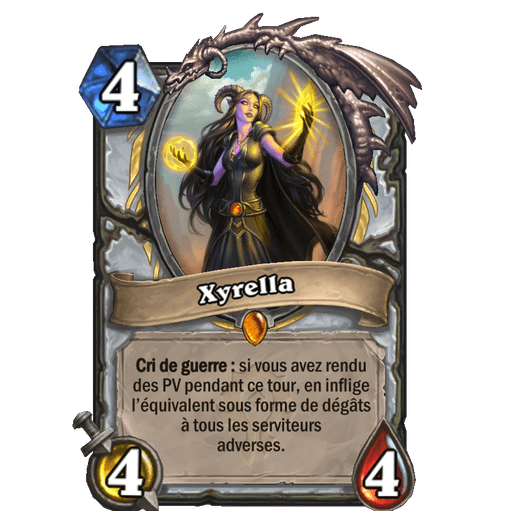 4
Xyrella
Cri de guerre : si vous avez rendu
des PV pendant ce tour, en inflige
l’équivalent sous forme de dégâts
à tous les serviteurs
adverses.
4
4